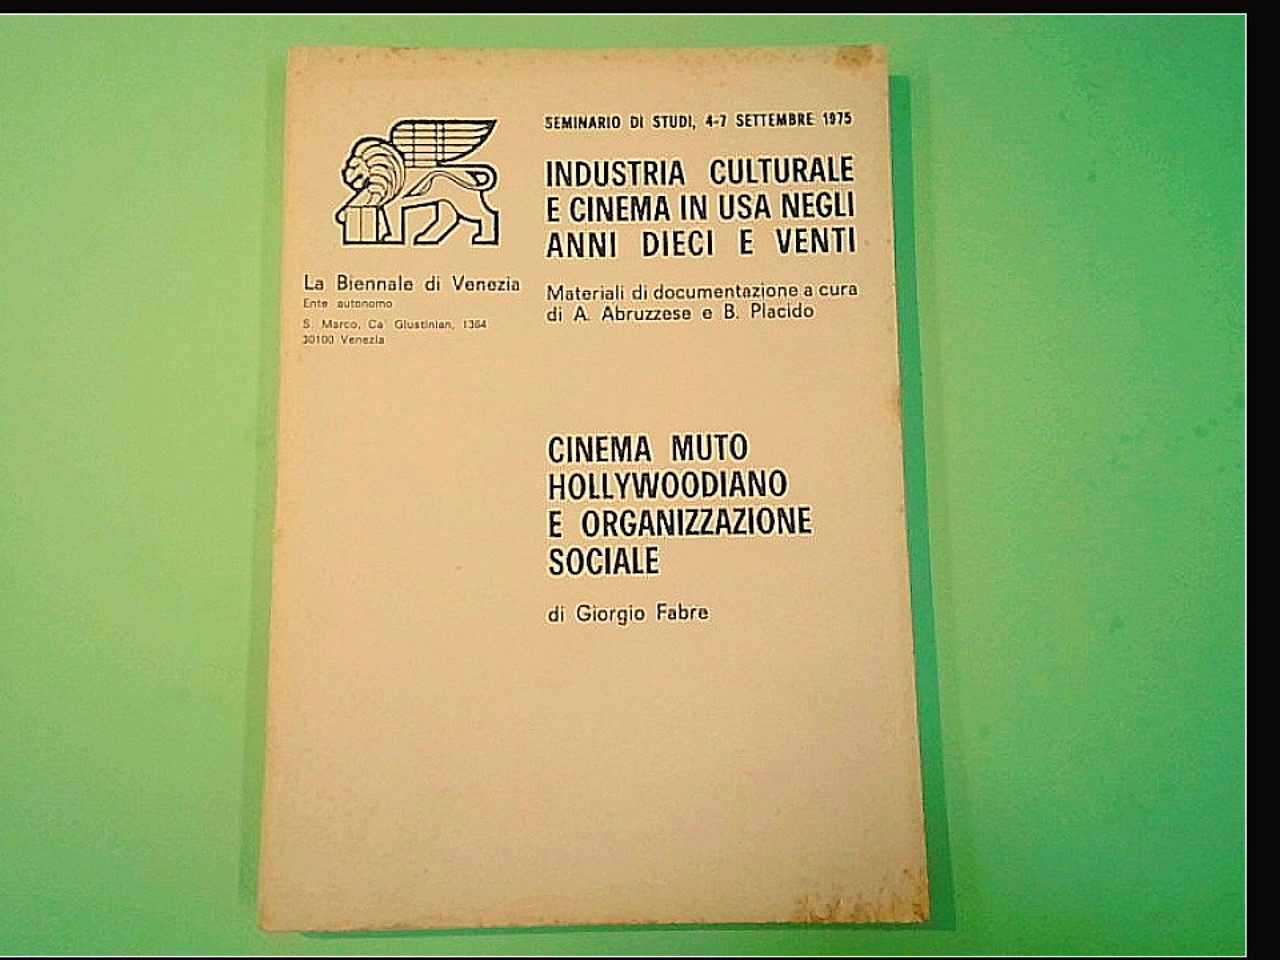 SEMINARIO DI STUDI, 4-7 SETTEMBRE 1975
INDUSTRIA CULTURALE
E CINEMA IN USA NEGLI
ANNI DIECI E VENTI
La Biennale di Venezia
Ente autonomo
S. Marco, Ca' Giustinian, 1364
30100 Venezia
Materiali di documentazione a cura
di A. Abruzzese e B. Placido
CINEMA MUTO
HOLLYWOODIANO
E ORGANIZZAZIONE
SOCIALE
di Giorgio Fabre